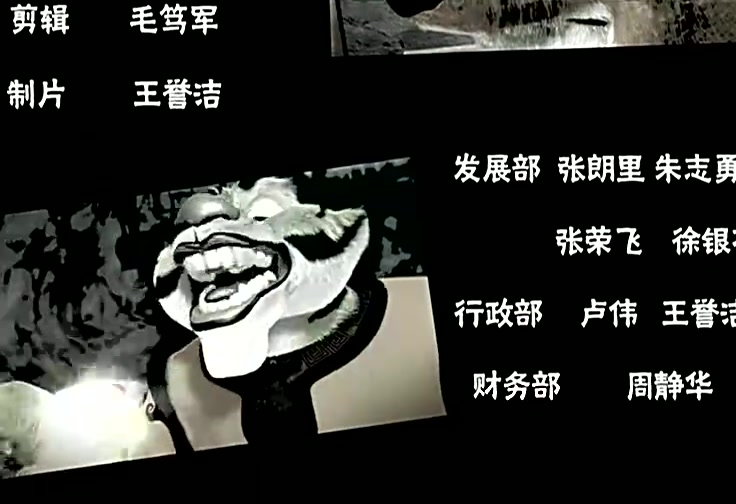 剪辑 毛笃军
制片 王誉洁
发展部 张朗里 朱志勇
张荣飞 徐银
行政部 卢伟 王誉洁
财务部 周静华